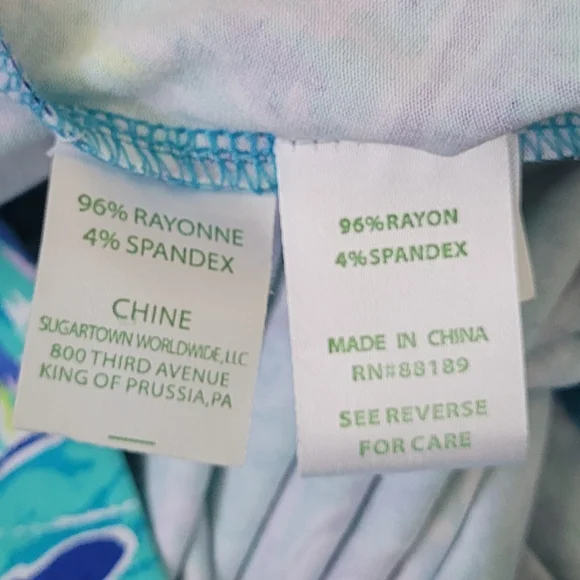 96% RAYONNE
4% SPANDEX
CHINE
SUGARTOWN WORLDWIDE, LLC
800 THIRD AVENUE
KING OF PRUSSIA, PA
96%RAYON
4%SPANDEX
MADE IN CHINA
RN#88189
SEE REVERSE
FOR CARE